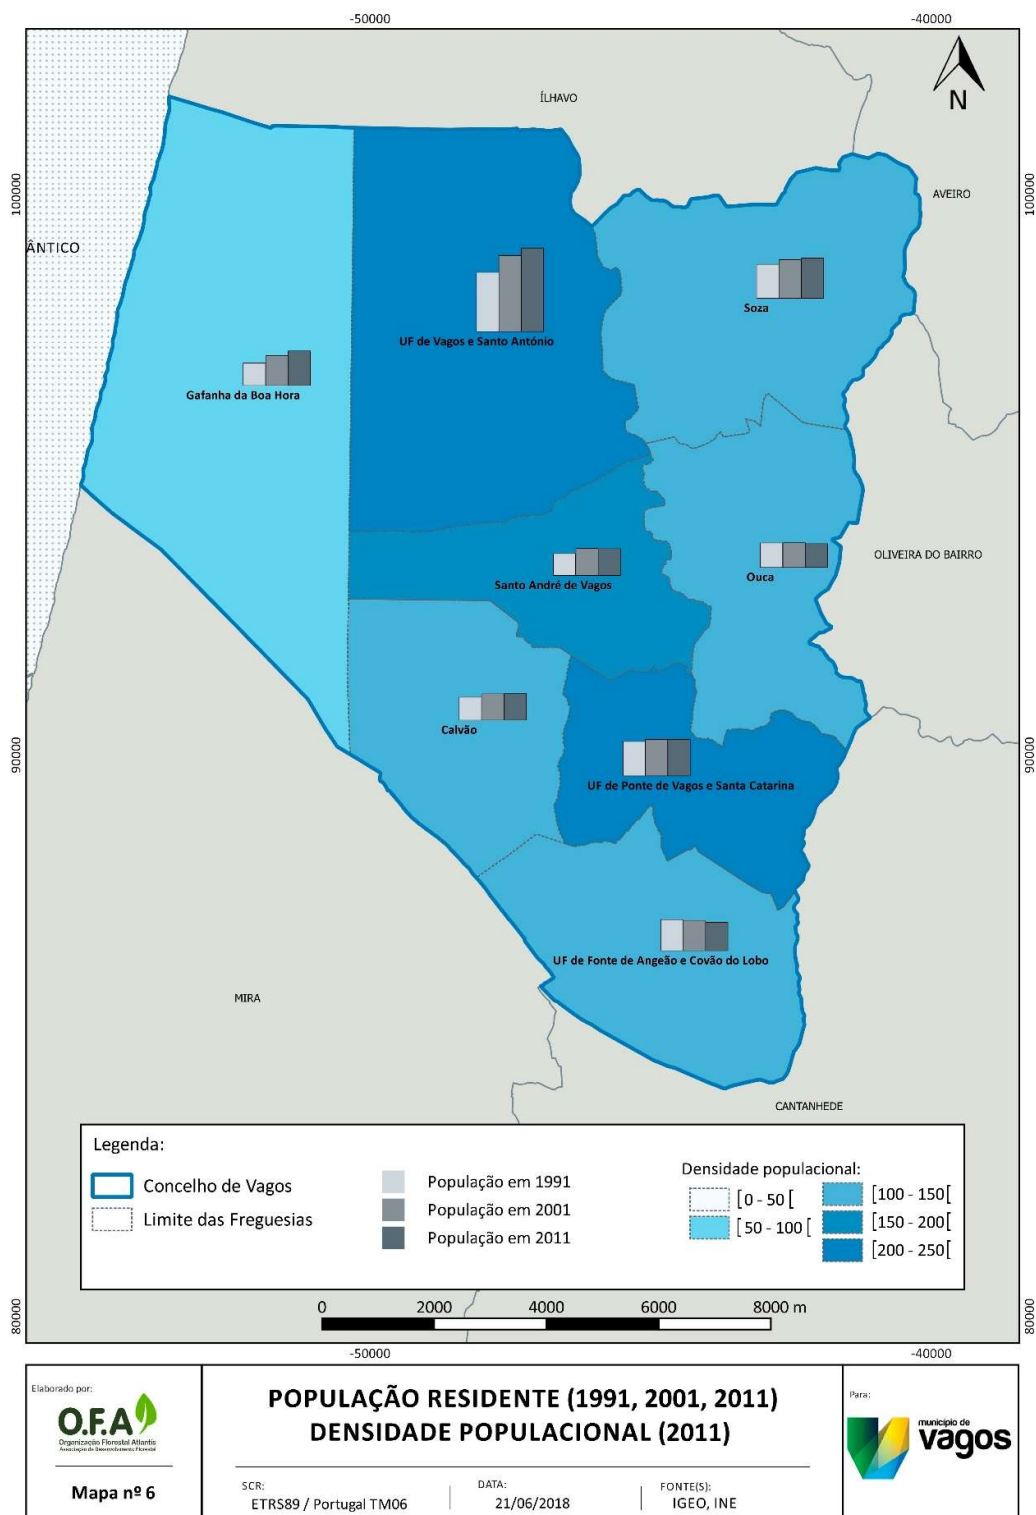 -50000
-40000
ÍLHAVO
N
100000
100000
AVEIRO
ÂNTICO
Soza
UF de Vagos e Santo António
Gafanha da Boa Hora
OLIVEIRA DO BAIRRO
Ouca
Santo André de Vagos
Calvão
90000
90000
UF de Ponte de Vagos e Santa Catarina
UF de Fonte de Angeão e Covão do Lobo
MIRA
CANTANHEDE
Legenda:
Concelho de Vagos
Limite das Freguesias
População em 1991
População em 2001
População em 2011
Densidade populacional:
[0 - 50[
[50 - 100[
[100 - 150[
[150 - 200[
[200 - 250[
80000
80000
0 2000 4000 6000 8000 m
-50000
-40000
Elaborado por:
O.F.A
Organização Florestal Atlantis
Associação de Desenvolvimento Florestal
Mapa nº 6
POPULAÇÃO RESIDENTE (1991, 2001, 2011)
DENSIDADE POPULACIONAL (2011)
SCR:
ETRS89 / Portugal TM06
DATA:
21/06/2018
FONTE(S):
IGEO, INE
Para:
município de
vagos